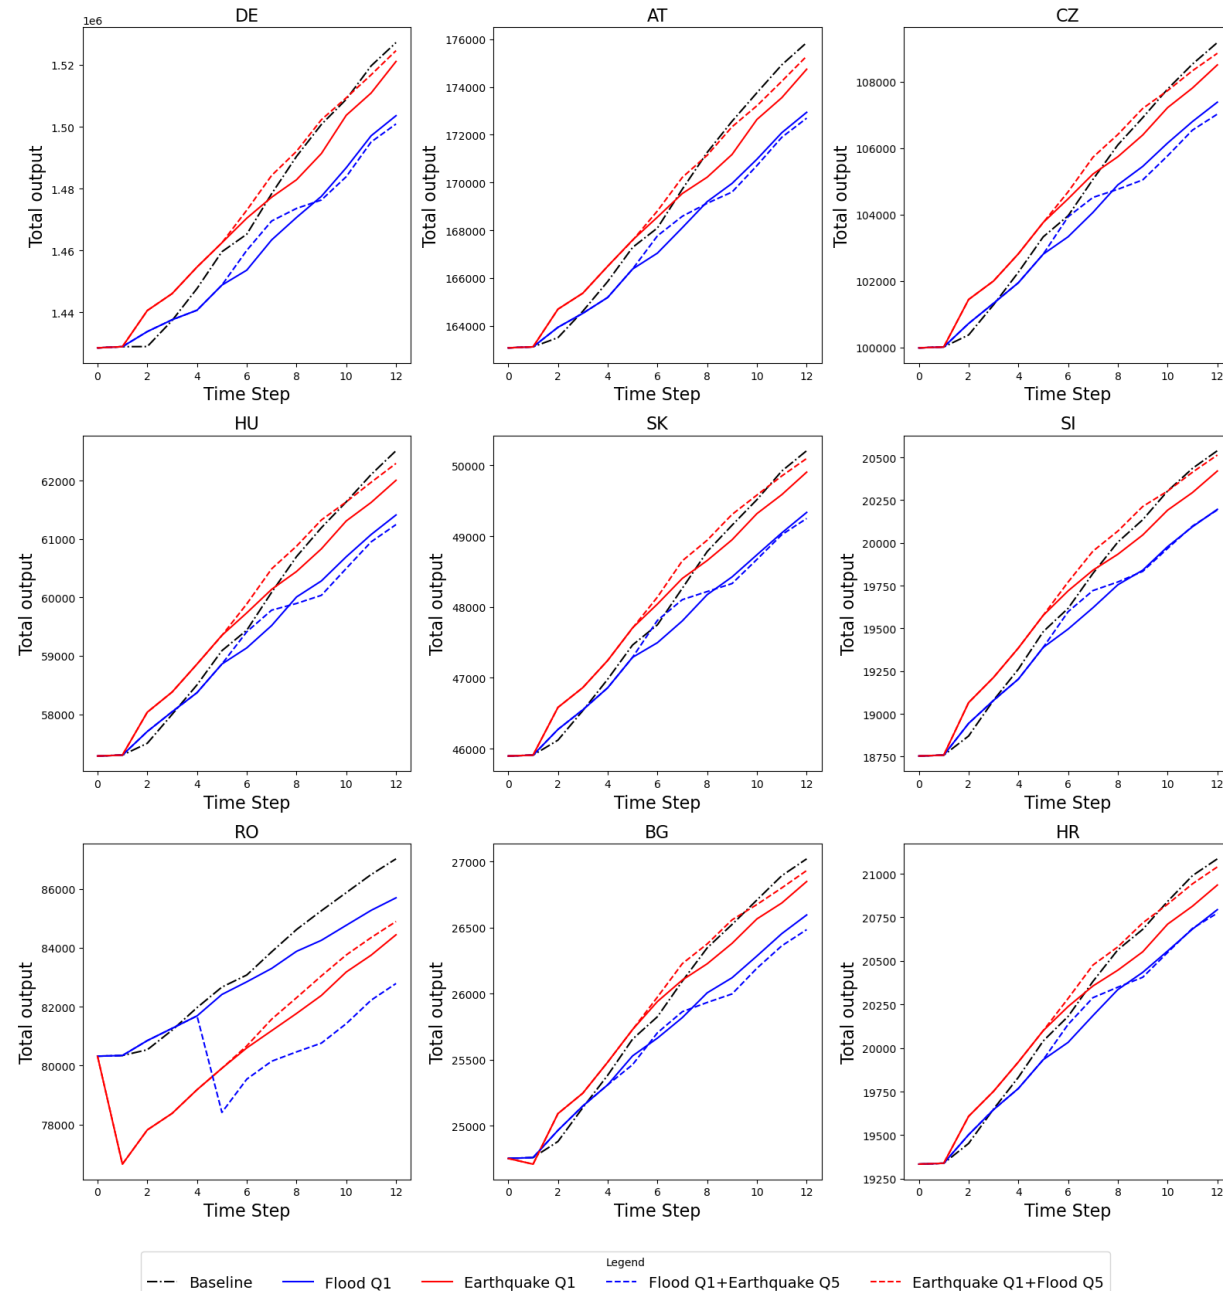 DE
AT
CZ
1e6
1.52
1.50
1.48
1.46
1.44
Total output
0 2 4 6 8 10 12
Time Step
176000
174000
172000
170000
168000
166000
164000
Total output
0 2 4 6 8 10 12
Time Step
108000
106000
104000
102000
100000
Total output
0 2 4 6 8 10 12
Time Step
HU
SK
SI
62000
61000
60000
59000
58000
Total output
0 2 4 6 8 10 12
Time Step
50000
49000
48000
47000
46000
Total output
0 2 4 6 8 10 12
Time Step
20500
20250
20000
19750
19500
19250
19000
18750
Total output
0 2 4 6 8 10 12
Time Step
RO
BG
HR
86000
84000
82000
80000
78000
Total output
0 2 4 6 8 10 12
Time Step
27000
26500
26000
25500
25000
Total output
0 2 4 6 8 10 12
Time Step
21000
20750
20500
20250
20000
19750
19500
19250
Total output
0 2 4 6 8 10 12
Time Step
Legend
Baseline Flood Q1 Earthquake Q1 Flood Q1+Earthquake Q5 Earthquake Q1+Flood Q5